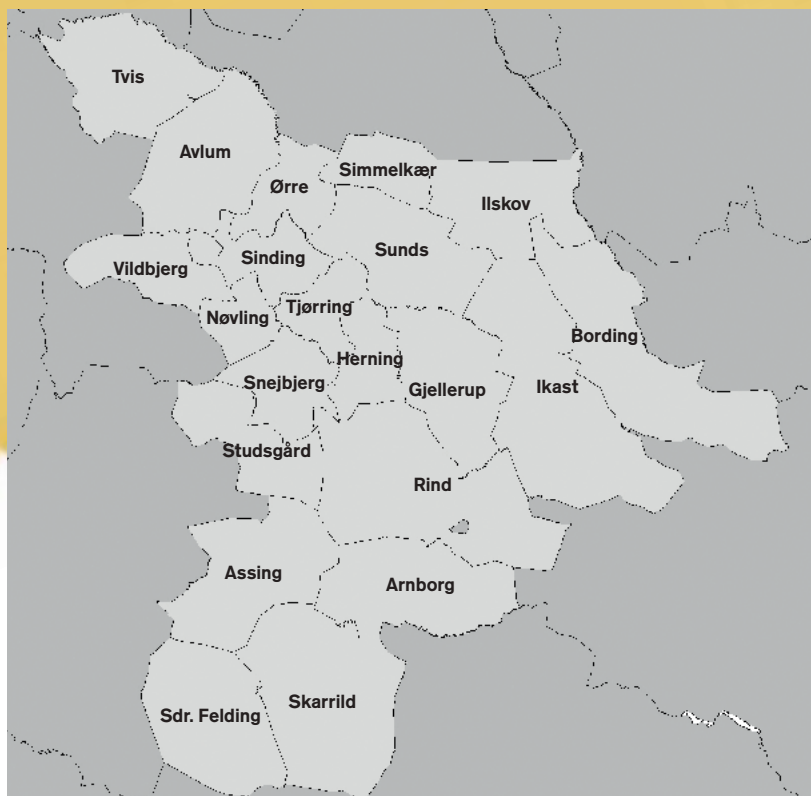 Tvis
Avlum
Simmelkær
Ørre
Ilskov
Sunds
Sinding
Vildbjerg
Tjørring
Nøvling
Bording
Herning
Snejbjerg
Ikast
Gjellerup
Studsgård
Rind
Assing
Arnborg
Skarrild
Sdr. Felding